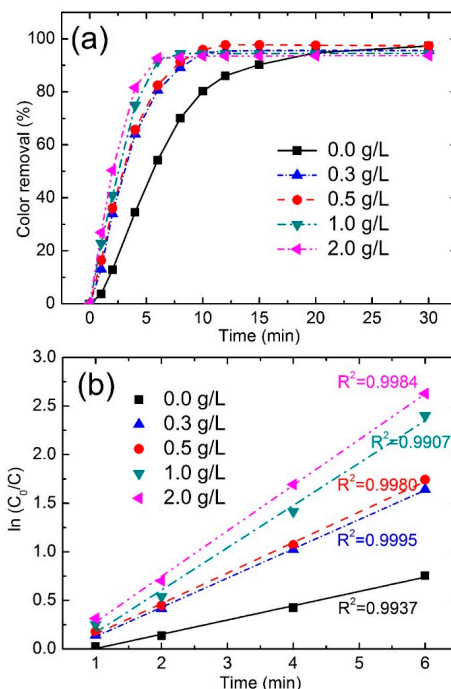 (a)
100
80
60
40
20
0
Color removal (%)
0.0 g/L
0.3 g/L
0.5 g/L
1.0 g/L
2.0 g/L
0 5 10 15 20 25 30
Time (min)
(b)
3.0
2.5
2.0
1.5
1.0
0.5
0.0
ln (C₀/C)
0.0 g/L
0.3 g/L
0.5 g/L
1.0 g/L
2.0 g/L
R²=0.9984
R²=0.9907
R²=0.9980
R²=0.9995
R²=0.9937
1 2 3 4 5 6
Time (min)